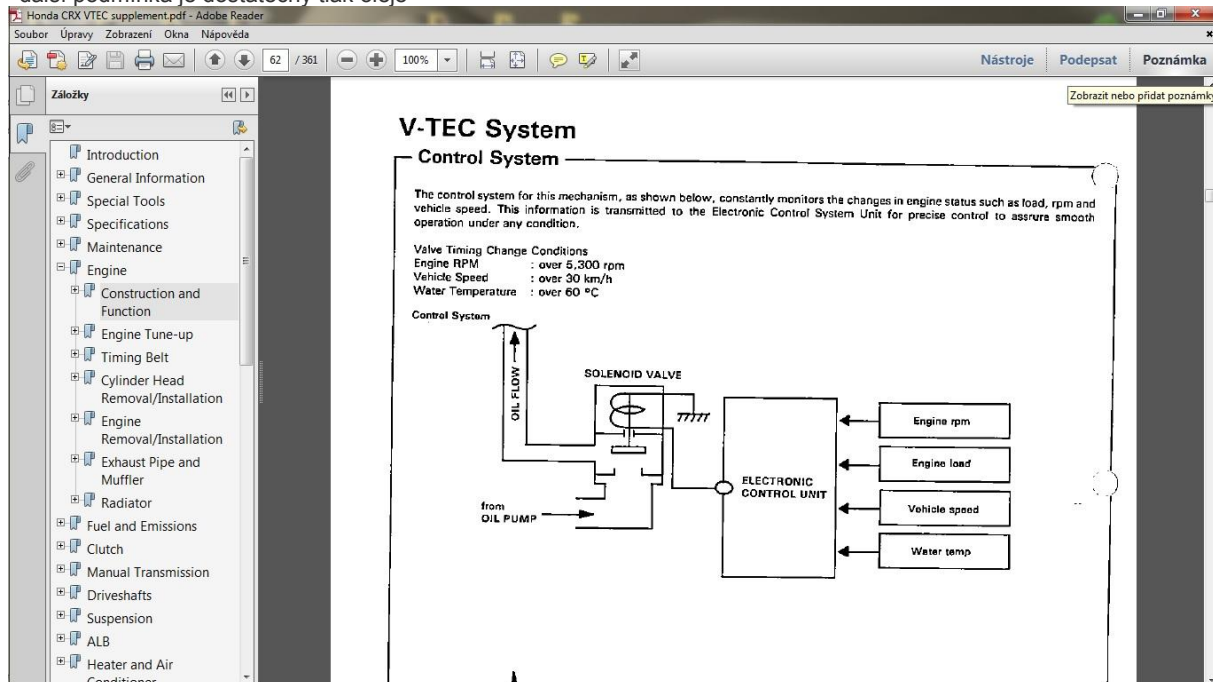 další podmínka je dostatečný tlak oleje
Honda CRX VTEC supplement.pdf - Adobe Reader
Soubor Úpravy Zobrazení Okna Nápověda
62 / 361 100% Nástroje Podepsat Poznámka
Zobrazit nebo přidat poznámky
Záložky
Introduction
General Information
Special Tools
Specifications
Maintenance
Engine
Construction and
Function
Engine Tune-up
Timing Belt
Cylinder Head
Removal/Installation
Engine
Removal/Installation
Exhaust Pipe and
Muffler
Radiator
Fuel and Emissions
Clutch
Manual Transmission
Driveshafts
Suspension
ALB
Heater and Air
Conditioner
V-TEC System
Control System
The control system for this mechanism, as shown below, constantly monitors the changes in engine status such as load, rpm and
vehicle speed. This information is transmitted to the Electronic Control System Unit for precise control to assrure smooth
operation under any condition.
Valve Timing Change Conditions
Engine RPM : over 5,300 rpm
Vehicle Speed : over 30 km/h
Water Temperature : over 60 ºC
Control System
OIL FLOW
SOLENOID VALVE
from
OIL PUMP
ELECTRONIC
CONTROL UNIT
Engine rpm
Engine load
Vehicle speed
Water temp